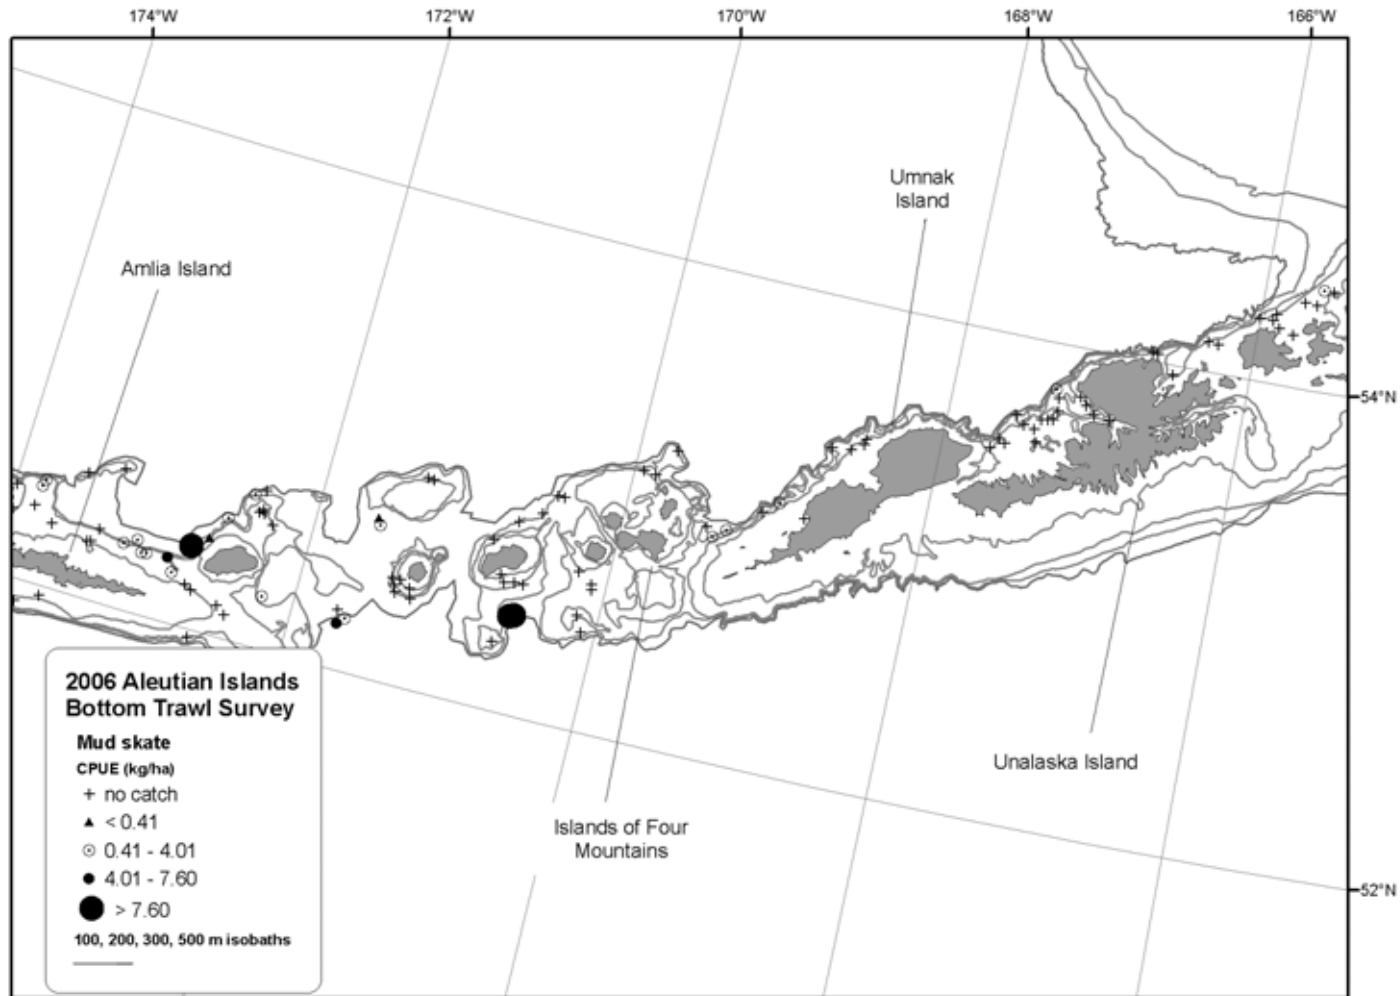 174°W
172°W
170°W
168°W
166°W
Umnak
Island
Amlia Island
54°N
2006 Aleutian Islands
Bottom Trawl Survey
Mud skate
CPUE (kg/ha)
+ no catch
▲ < 0.41
0.41 - 4.01
4.01 - 7.60
> 7.60
100, 200, 300, 500 m isobaths
Unalaska Island
Islands of Four
Mountains
52°N